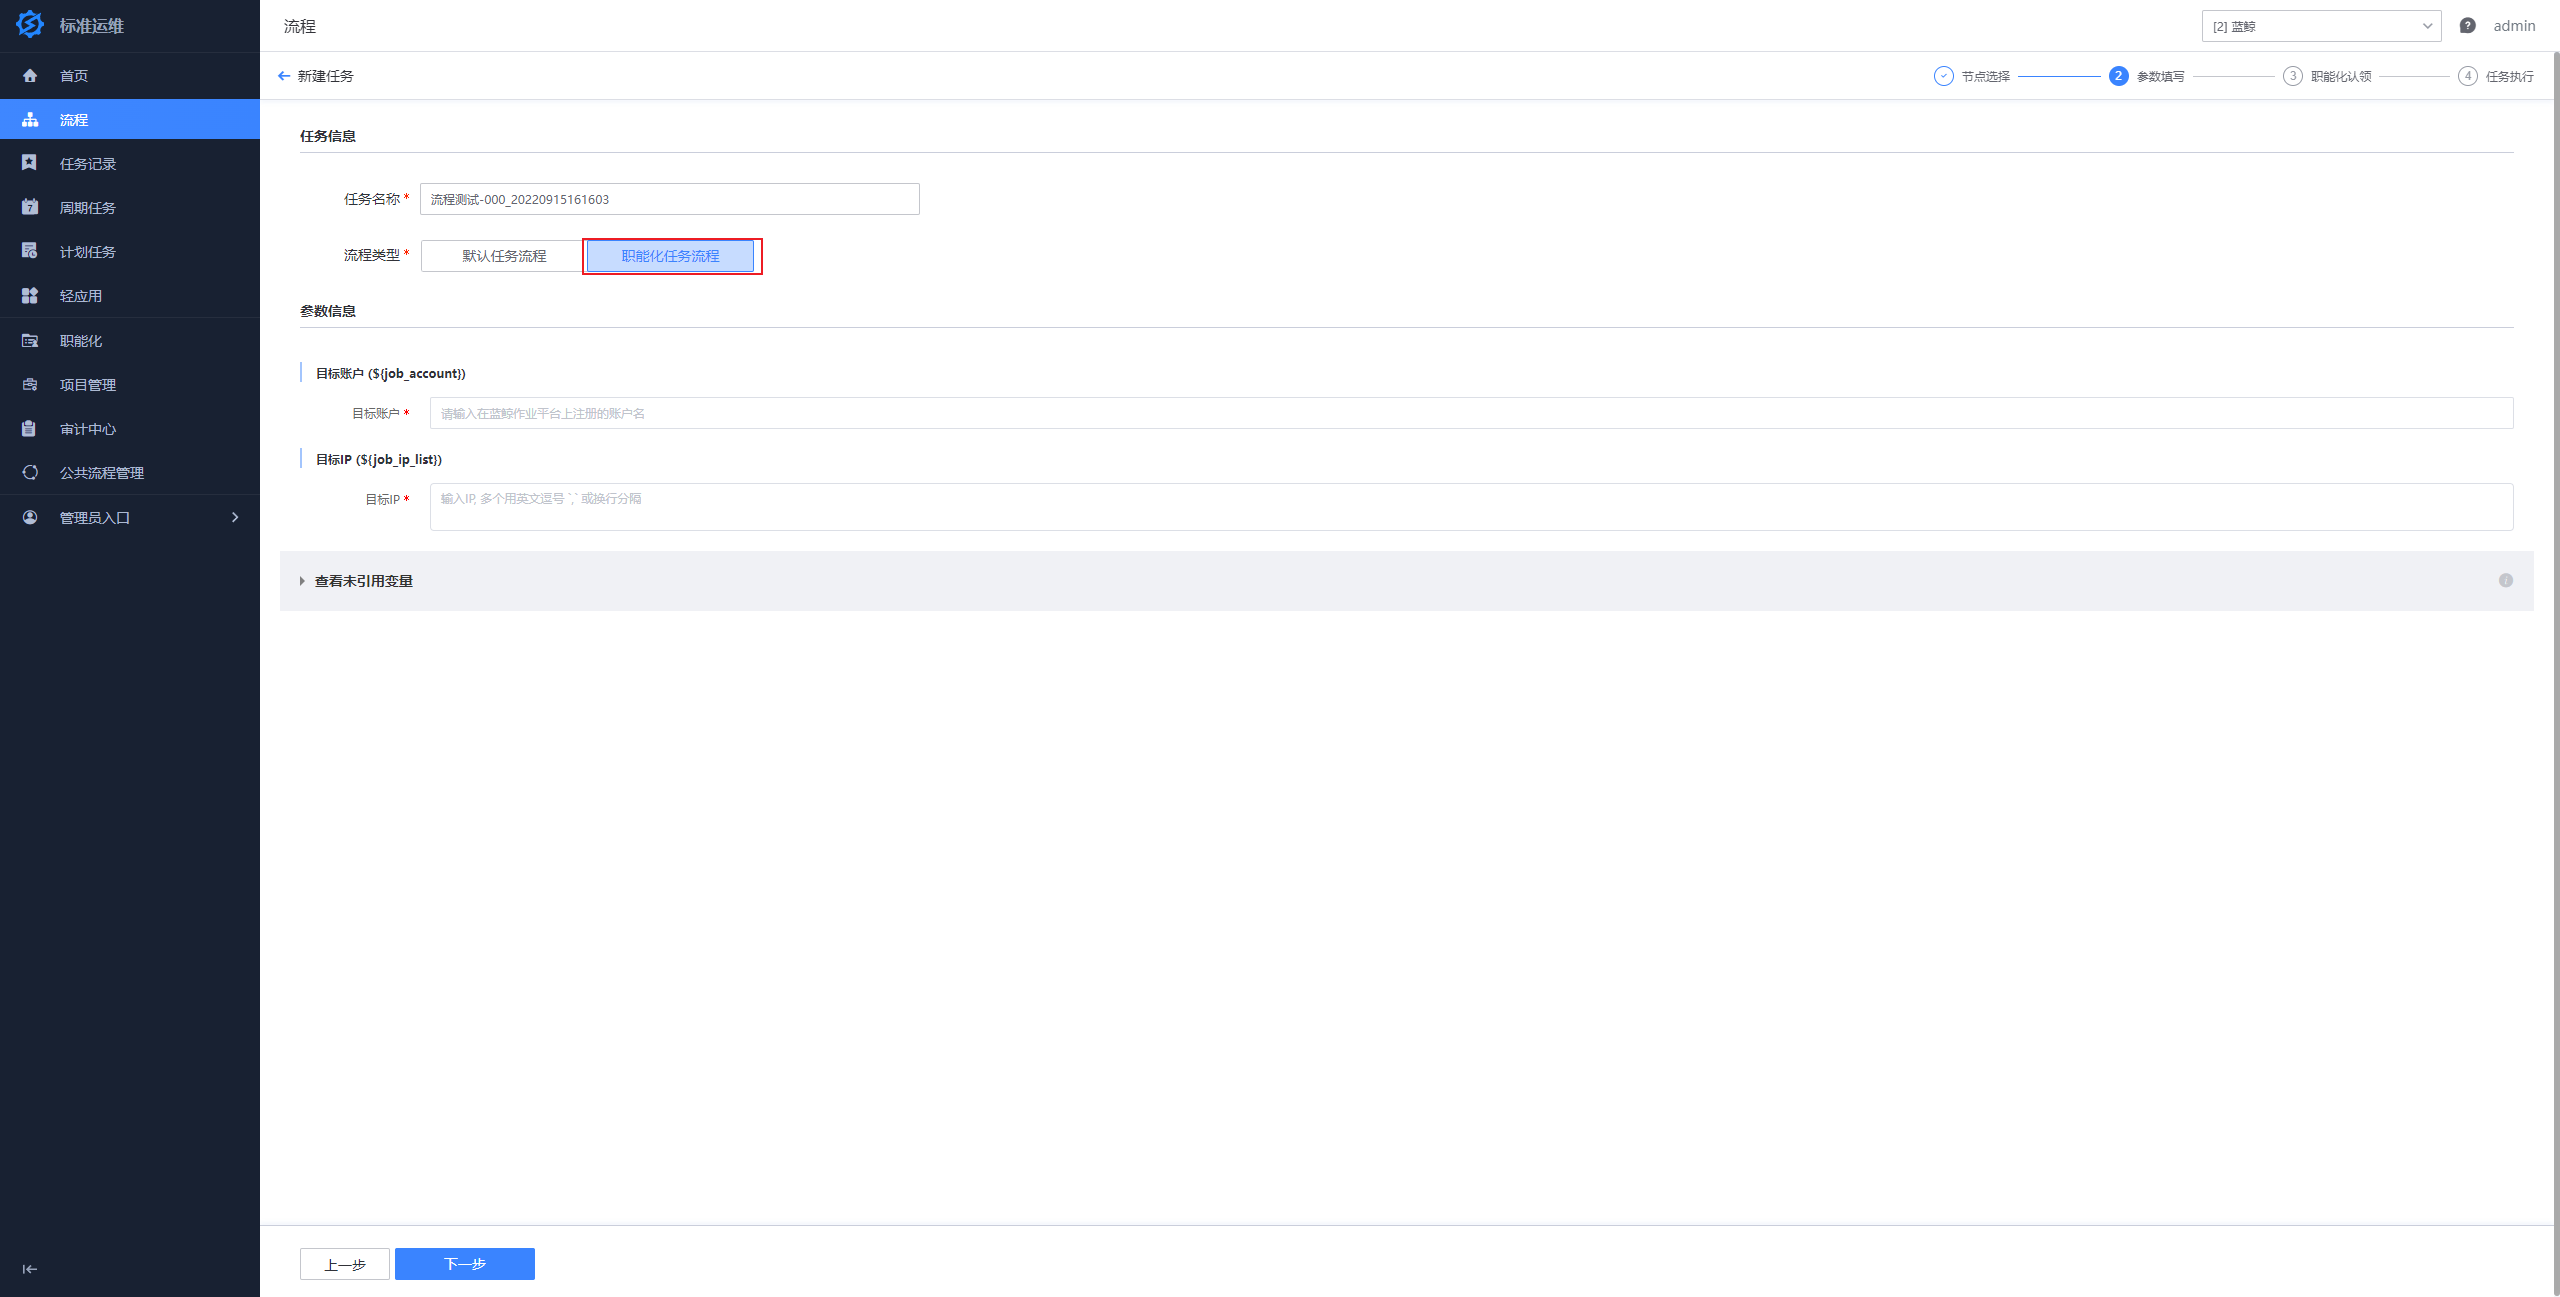 标准运维
首页
流程
任务记录
周期任务
计划任务
轻应用
职能化
项目管理
审计中心
公共流程管理
管理员入口
流程
[2] 蓝鲸
admin
新建任务
节点选择
2 参数填写
3 职能化认领
4 任务执行
任务信息
任务名称 * 流程测试-000_20220915161603
流程类型 * 默认任务流程 职能化任务流程
参数信息
目标账户 (${job_account})
目标账户 * 请输入在蓝鲸作业平台上注册的账户名
目标IP (${job_ip_list})
目标IP * 输入IP, 多个用英文逗号 `,` 或换行分隔
查看未引用变量
上一步 下一步